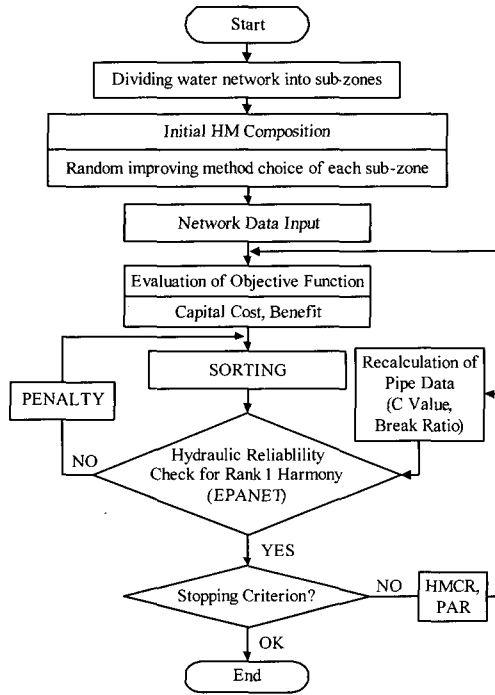 Start
Dividing water network into sub-zones
Initial HM Composition
Random improving method choice of each sub-zone
Network Data Input
Evaluation of Objective Function
Capital Cost, Benefit
SORTING
PENALTY
Recalculation of
Pipe Data
(C Value,
Break Ratio)
Hydraulic Reliablility
Check for Rank 1 Harmony
(EPANET)
NO
YES
Stopping Criterion?
NO
HMCR,
PAR
OK
End